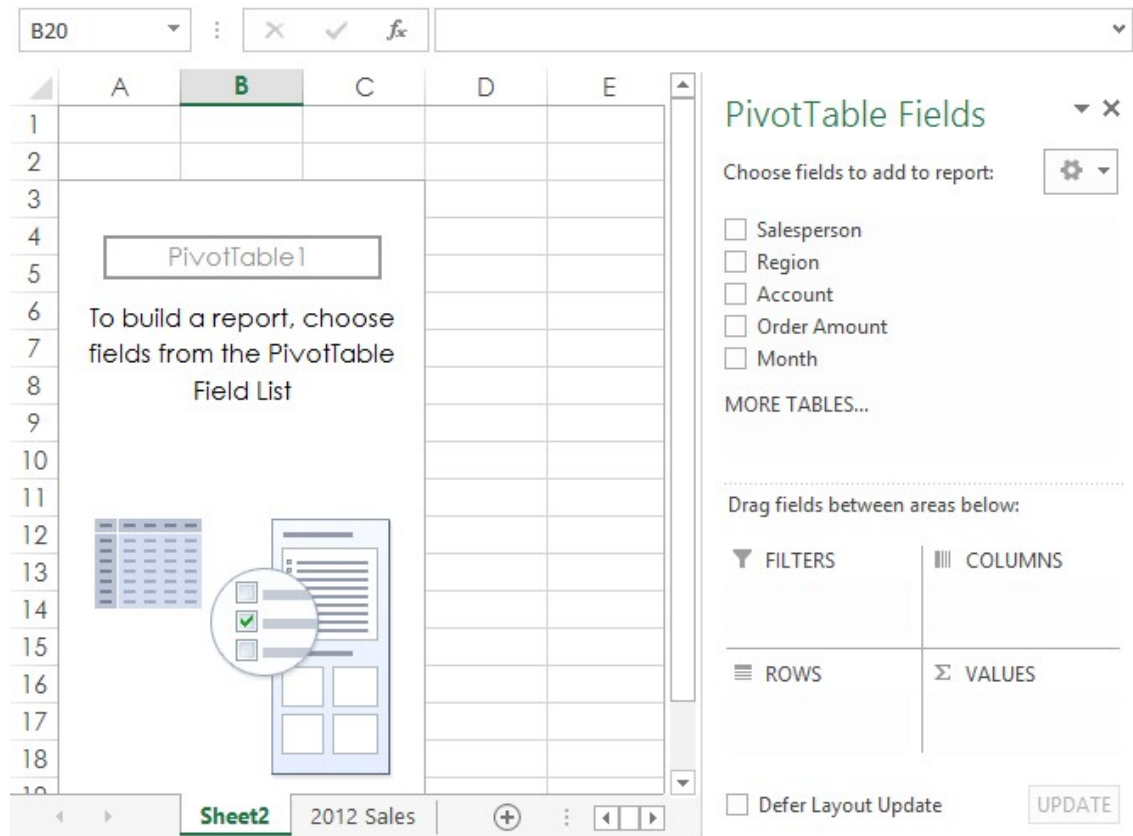 B20
fx
A B C D E
1
2
3
4
5
6
7
8
9
10
11
12
13
14
15
16
17
18
PivotTable1
To build a report, choose
fields from the PivotTable
Field List
Sheet2 2012 Sales
PivotTable Fields
Choose fields to add to report:
Salesperson
Region
Account
Order Amount
Month
MORE TABLES...
Drag fields between areas below:
FILTERS COLUMNS
ROWS Σ VALUES
Defer Layout Update UPDATE